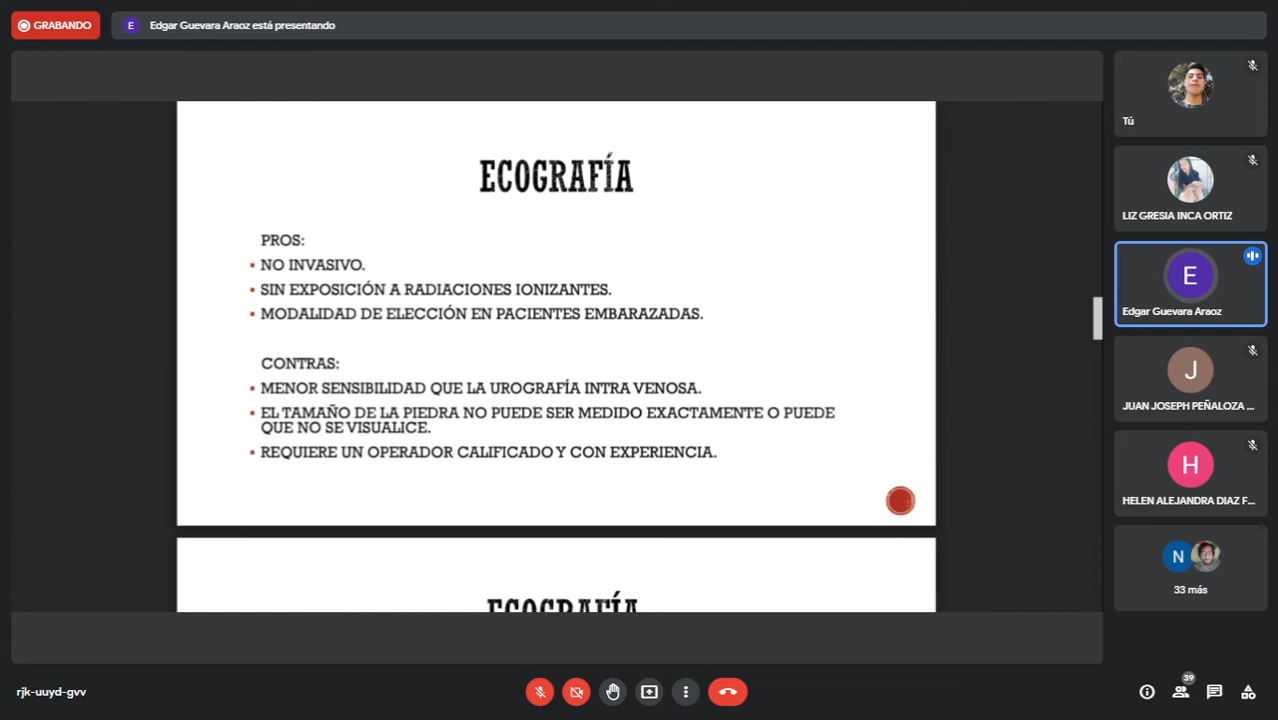 GRABANDO
E
Edgar Guevara Araoz está presentando
ECOGRAFÍA
PROS:
▪ NO INVASIVO.
▪ SIN EXPOSICIÓN A RADIACIONES IONIZANTES.
▪ MODALIDAD DE ELECCIÓN EN PACIENTES EMBARAZADAS.
CONTRAS:
▪ MENOR SENSIBILIDAD QUE LA UROGRAFÍA INTRA VENOSA.
▪ EL TAMAÑO DE LA PIEDRA NO PUEDE SER MEDIDO EXACTAMENTE O PUEDE
QUE NO SE VISUALICE.
▪ REQUIERE UN OPERADOR CALIFICADO Y CON EXPERIENCIA.
ECOGRAFÍA
Tú
LIZ GRESIA INCA ORTIZ
E
Edgar Guevara Araoz
J
JUAN JOSEPH PEÑALOZA ...
H
HELEN ALEJANDRA DIAZ F...
N
33 más
rjk-uuyd-gvv
39